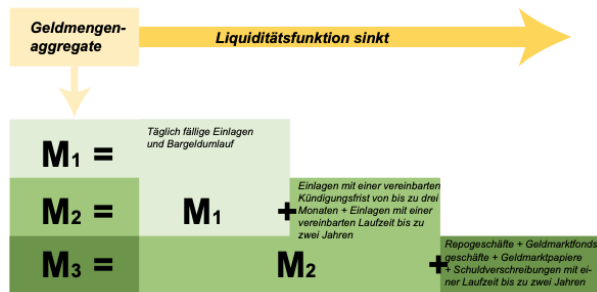 Geldmengen-
aggregate
Liquiditätsfunktion sinkt
M1 =
Täglich fällige Einlagen
und Bargeldumlauf
M2 =
M1
+
Einlagen mit einer vereinbarten
Kündigungsfrist von bis zu drei
Monaten + Einlagen mit einer
vereinbarten Laufzeit bis zu
zwei Jahren
M3 =
M2
+
Repogeschäfte + Geldmarktfonds
geschäfte + Geldmarktpapiere
+ Schuldverschreibungen mit ei-
ner Laufzeit bis zu zwei Jahren